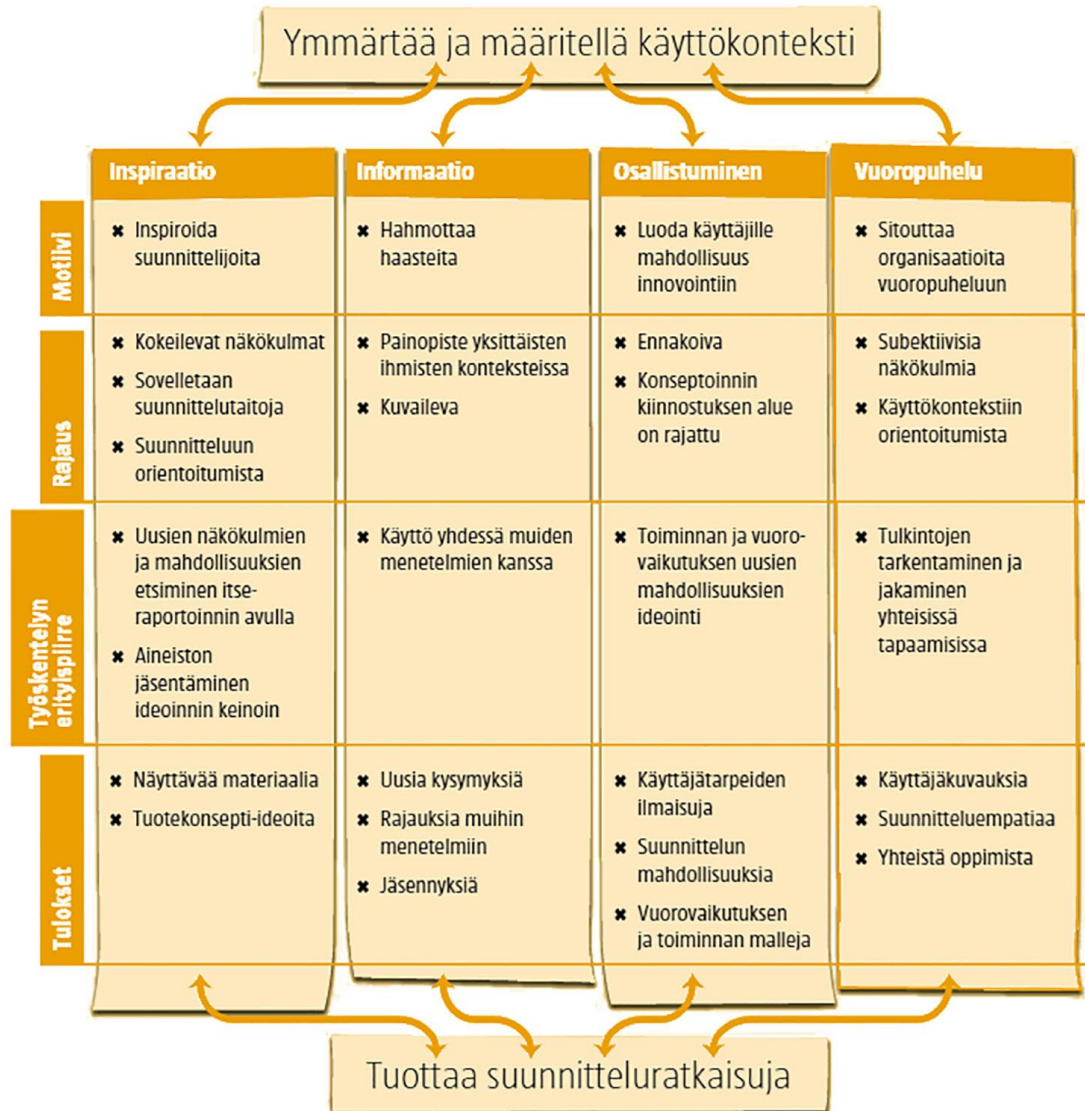 Ymmärtää ja määritellä käyttökonteksti
Inspiraatio
Informaatio
Osallistuminen
Vuoropuhelu
Motiivi
✖ Inspiroida
suunnittelijoita
✖ Hahmottaa
haasteita
✖ Luoda käyttäjille
mahdollisuus
innovointiin
✖ Sitouttaa
organisaatioita
vuoropuheluun
Rajaus
✖ Kokeilevat näkökulmat
✖ Sovelletaan
suunnittelutaitoja
✖ Suunnitteluun
orientoitumista
✖ Painopiste yksittäisten
ihmisten konteksteissa
✖ Kuvaileva
✖ Ennakoiva
✖ Konseptoinnin
kiinnostuksen alue
on rajattu
✖ Subektiivisia
näkökulmia
✖ Käyttökontekstiin
orientoitumista
Työskentelyn
erityispiirre
✖ Uusien näkökulmien
ja mahdollisuuksien
etsiminen itse-
raportoinnin avulla
✖ Aineiston
jäsentäminen
ideoinnin keinoin
✖ Käyttö yhdessä muiden
menetelmien kanssa
✖ Toiminnan ja vuoro-
vaikutuksen uusien
mahdollisuuksien
ideointi
✖ Tulkintojen
tarkentaminen ja
jakaminen
yhteisissä
tapaamisissa
Tulokset
✖ Näyttävää materiaalia
✖ Tuotekonsepti-ideoita
✖ Uusia kysymyksiä
✖ Rajauksia muihin
menetelmiin
✖ Jäsennyksiä
✖ Käyttäjätarpeiden
ilmaisuja
✖ Suunnittelun
mahdollisuuksia
✖ Vuorovaikutuksen
ja toiminnan malleja
✖ Käyttäjäkuvauksia
✖ Suunnitteluempatiaa
✖ Yhteistä oppimista
Tuottaa suunnitteluratkaisuja